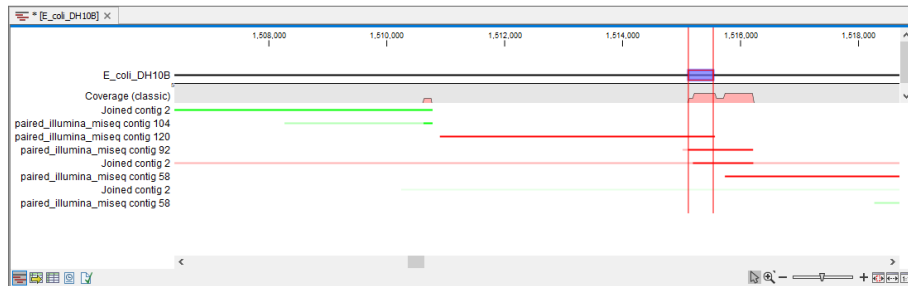 * [E_coli_DH10B] ×
1,508,000 1,510,000 1,512,000 1,514,000 1,516,000 1,518,000
E_coli_DH10B
Coverage (classic)
Joined contig 2
paired_illumina_miseq contig 104
paired_illumina_miseq contig 120
paired_illumina_miseq contig 92
Joined contig 2
paired_illumina_miseq contig 58
Joined contig 2
paired_illumina_miseq contig 58